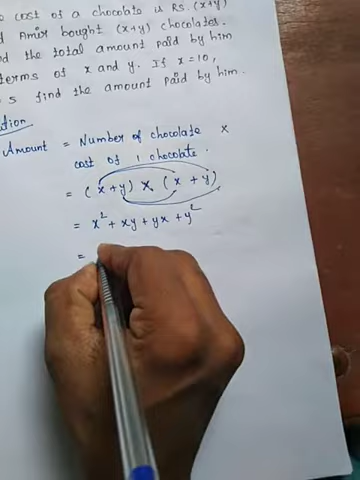 cost of a chocolate is Rs. (x+y)
Amir bought (x+y) chocolates.
the total amount paid by him
terms of x and y. If x = 10,
5 find the amount paid by him.
Amount = Number of chocolate ×
cost of 1 chocolate.
= (x+y) × (x + y)
= x² + xy + yx + y²
=